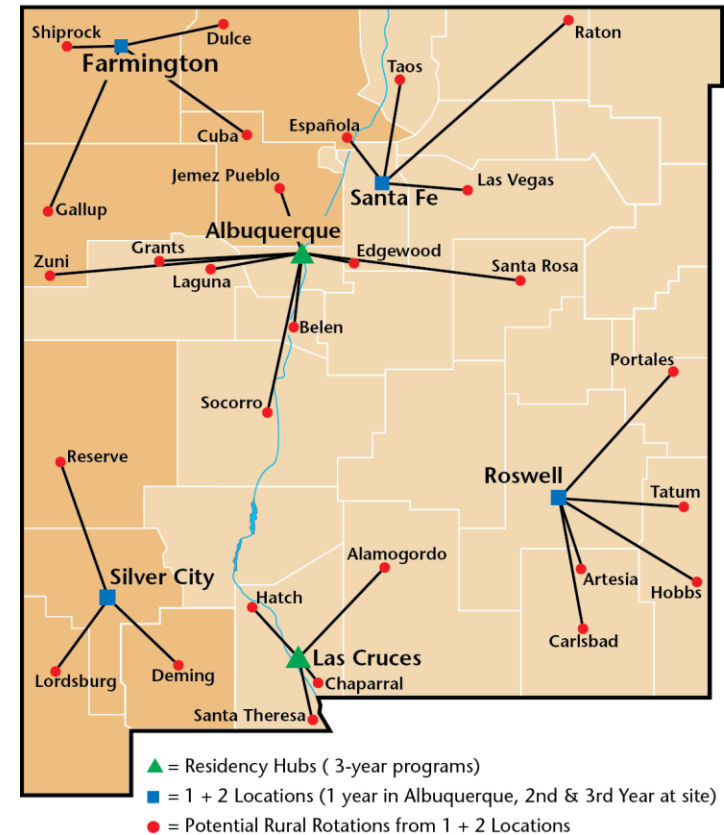 Shiprock
Dulce
Raton
Farmington
Taos
Española
Cuba
Jemez Pueblo
Las Vegas
Santa Fe
Gallup
Albuquerque
Grants
Edgewood
Zuni
Santa Rosa
Laguna
Belen
Portales
Socorro
Reserve
Roswell
Tatum
Alamogordo
Silver City
Artesia
Hobbs
Hatch
Carlsbad
Las Cruces
Lordsburg
Deming
Chaparral
Santa Theresa
= Residency Hubs ( 3-year programs)
= 1 + 2 Locations (1 year in Albuquerque, 2nd & 3rd Year at site)
= Potential Rural Rotations from 1 + 2 Locations